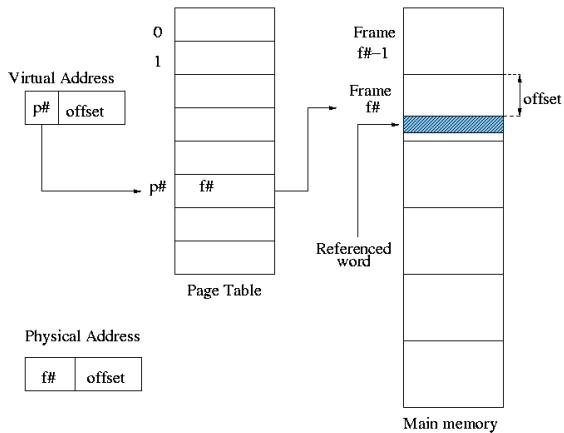 0
1
Virtual Address
p# offset
p# f#
Page Table
Physical Address
f# offset
Frame
f#−1
Frame
f#
offset
Referenced
word
Main memory